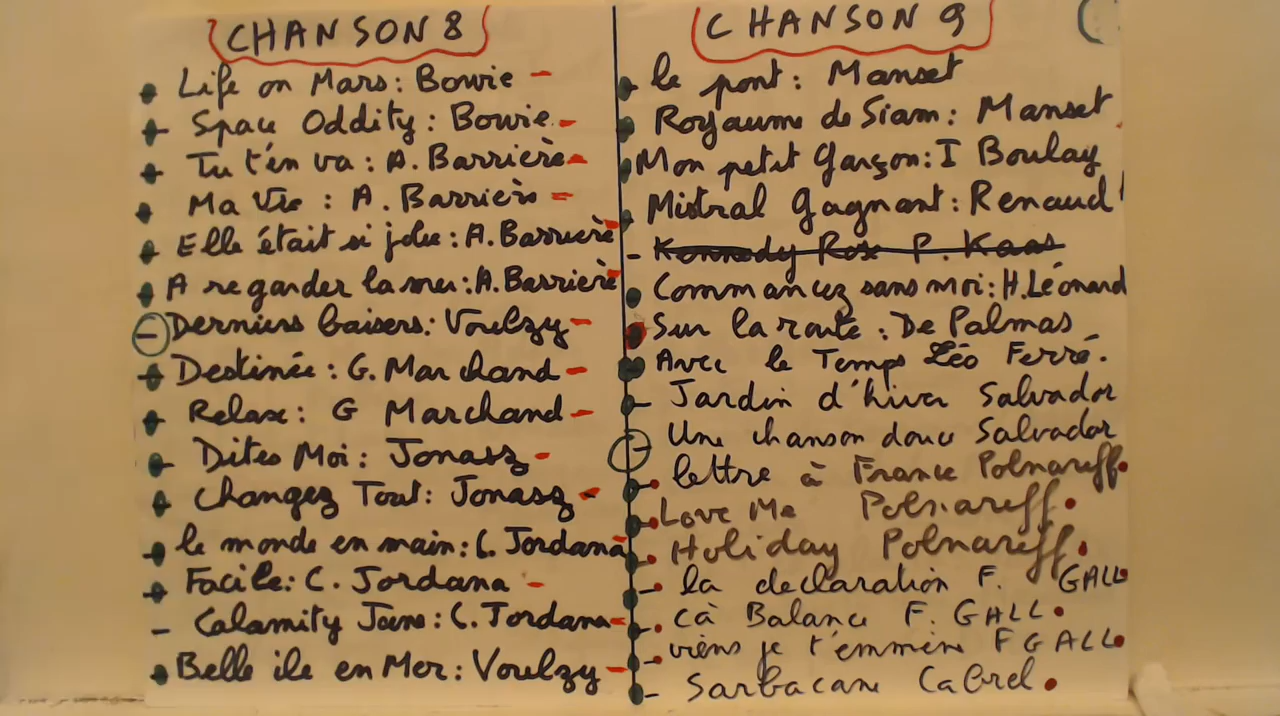 CHANSON 8
Life on Mars: Bowie
Space Oddity: Bowie
Tu t'en va: A. Barrière
Ma Vie: A. Barrière
Elle était si jolie: A. Barrière
A regarder la mer: A. Barrière
Derniers baisers: Voulzy
Destinée: G. Marchand
Relax: G Marchand
Dites Moi: Jonasz
Changez Tout: Jonasz
le monde en main: C. Jordana
Facile: C. Jordana
Calamity Jane: C. Jordana
Belle ile en Mer: Voulzy
CHANSON 9
le pont: Manset
Royaume de Siam: Manset
Mon petit garçon: I Boulay
Mistral gagnant: Renaud
Kennedy Rose P. Kaas
Commancez sans moi: H. Léonard
Sur la route: De Palmas
Avec le Temps Léo Ferré.
Jardin d'hiver Salvador
Une chanson douce Salvador
lettre à France Polnareff
Love Me Polnareff
Holiday Polnareff
la declaration F. GALL
çà Balance F. GALL
viens je t'emmène F GALL
Sarbacane Cabrel